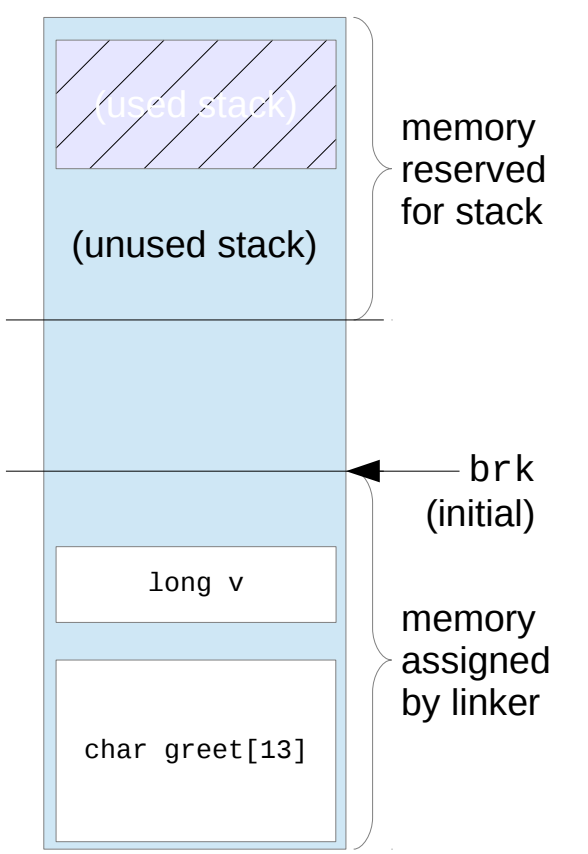 (used stack)
memory
reserved
for stack
(unused stack)
brk
(initial)
long v
memory
assigned
by linker
char greet[13]